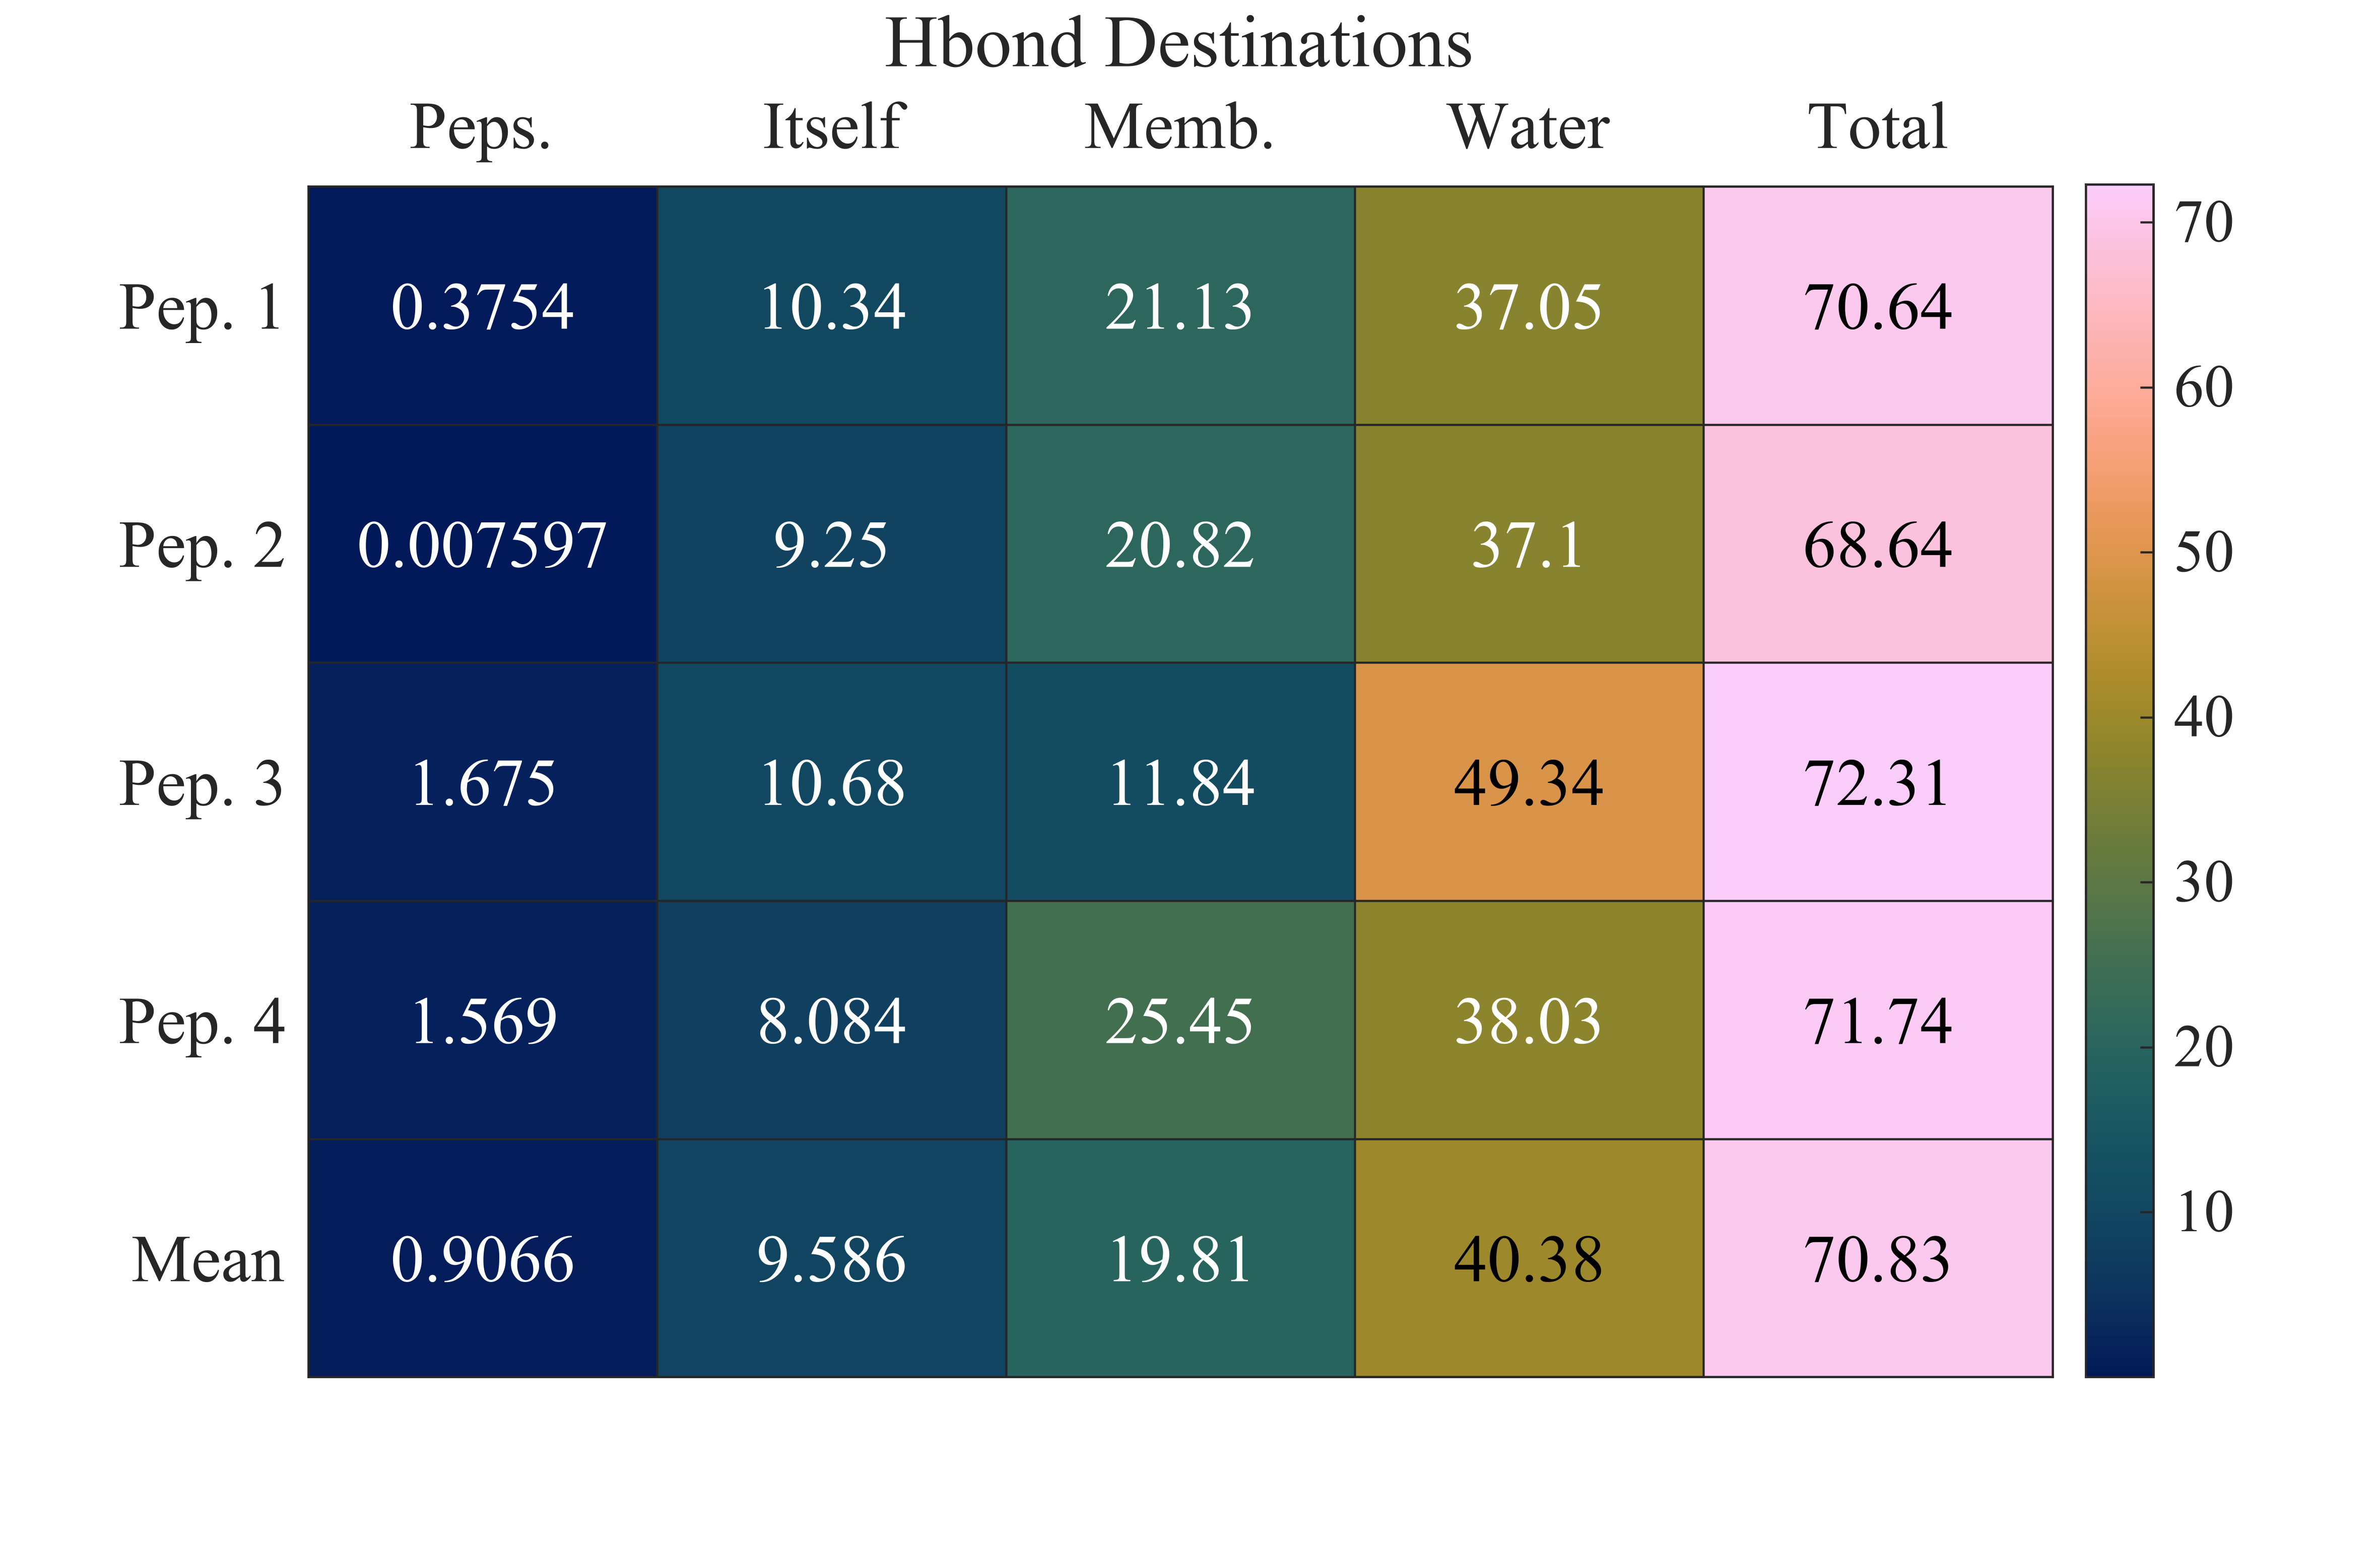 Hbond Destinations
Peps. Itself Memb. Water Total
Pep. 1 0.3754 10.34 21.13 37.05 70.64
Pep. 2 0.007597 9.25 20.82 37.1 68.64
Pep. 3 1.675 10.68 11.84 49.34 72.31
Pep. 4 1.569 8.084 25.45 38.03 71.74
Mean 0.9066 9.586 19.81 40.38 70.83
70
60
50
40
30
20
10